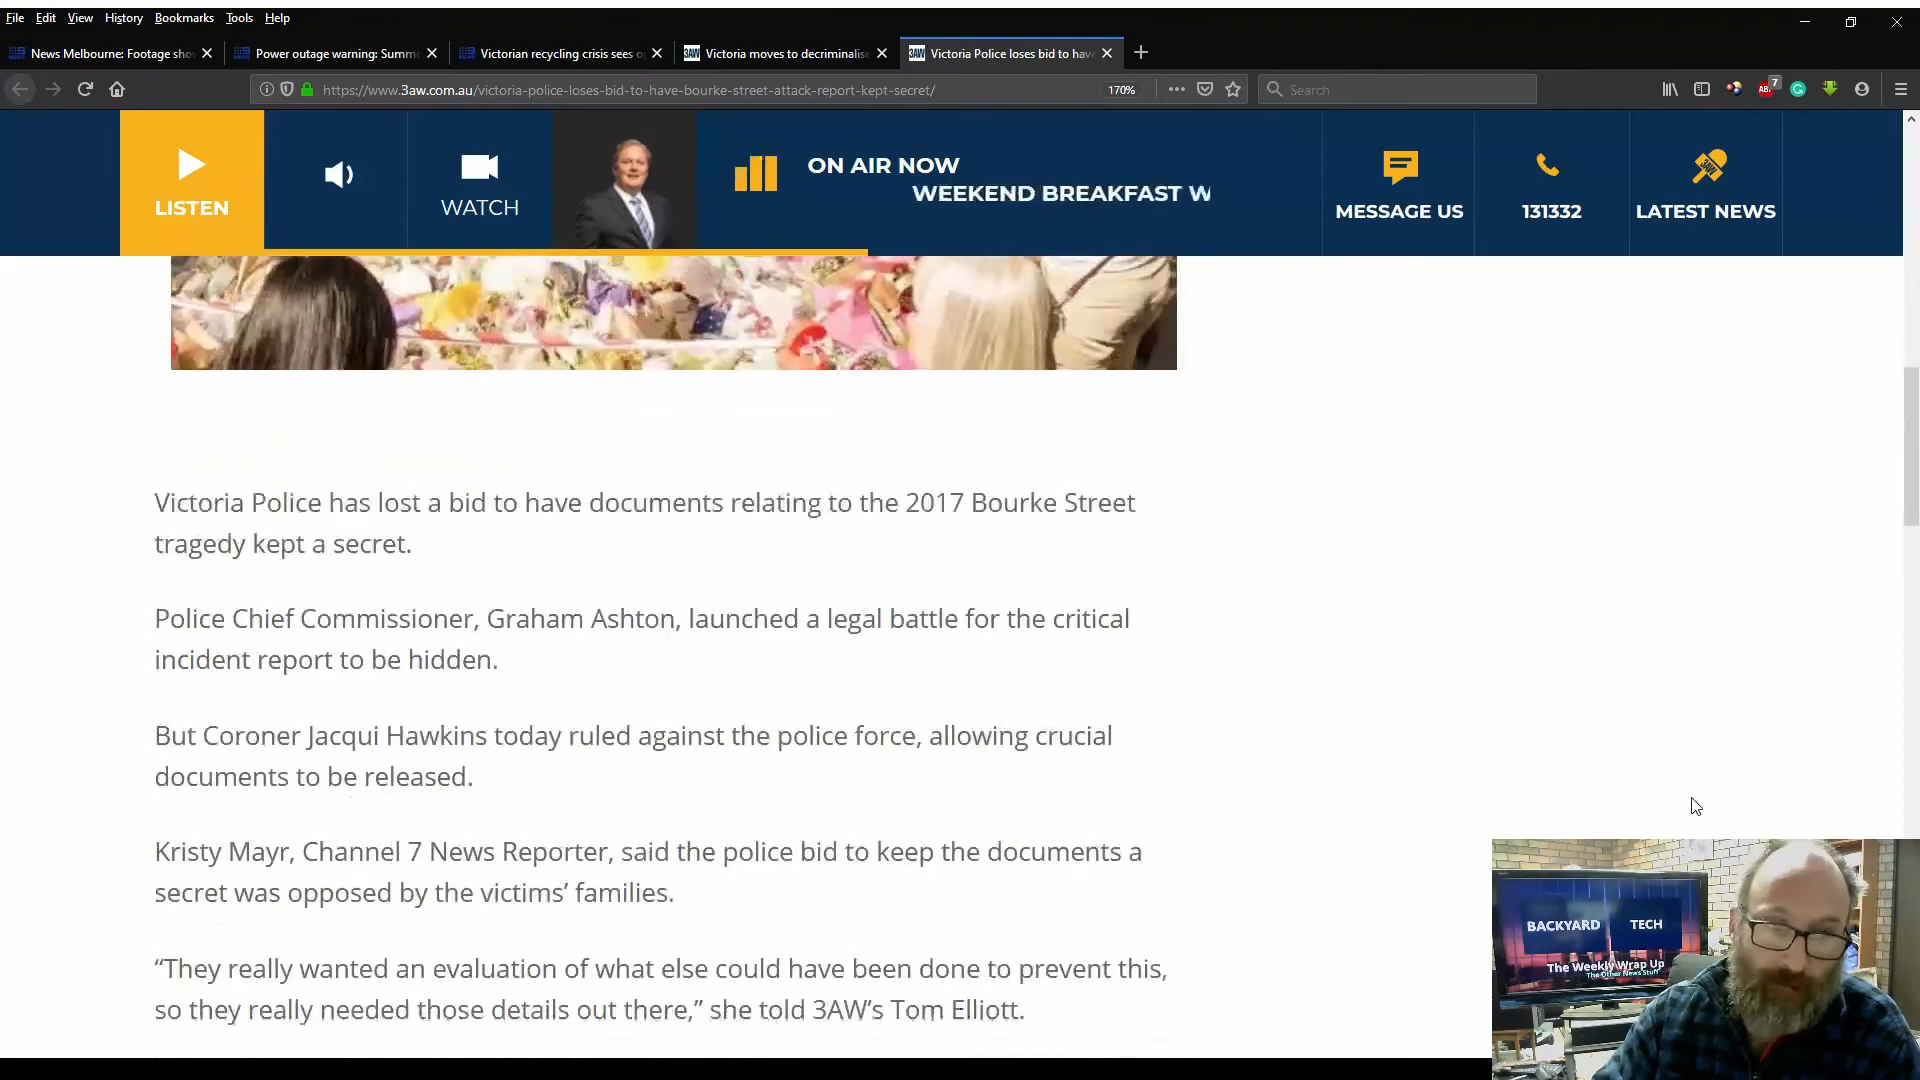 File Edit View History Bookmarks Tools Help
News Melbourne: Footage sho
Power outage warning: Summ
Victorian recycling crisis sees o
3AW Victoria moves to decriminalise
3AW Victoria Police loses bid to hav
https://www.3aw.com.au/victoria-police-loses-bid-to-have-bourke-street-attack-report-kept-secret/
170%
Search
7
LISTEN
WATCH
ON AIR NOW
WEEKEND BREAKFAST W
MESSAGE US
131332
LATEST NEWS
Victoria Police has lost a bid to have documents relating to the 2017 Bourke Street
tragedy kept a secret.
Police Chief Commissioner, Graham Ashton, launched a legal battle for the critical
incident report to be hidden.
But Coroner Jacqui Hawkins today ruled against the police force, allowing crucial
documents to be released.
Kristy Mayr, Channel 7 News Reporter, said the police bid to keep the documents a
secret was opposed by the victims’ families.
“They really wanted an evaluation of what else could have been done to prevent this,
so they really needed those details out there,” she told 3AW’s Tom Elliott.
BACKYARD TECH
The Weekly Wrap Up
The Other News Stuff